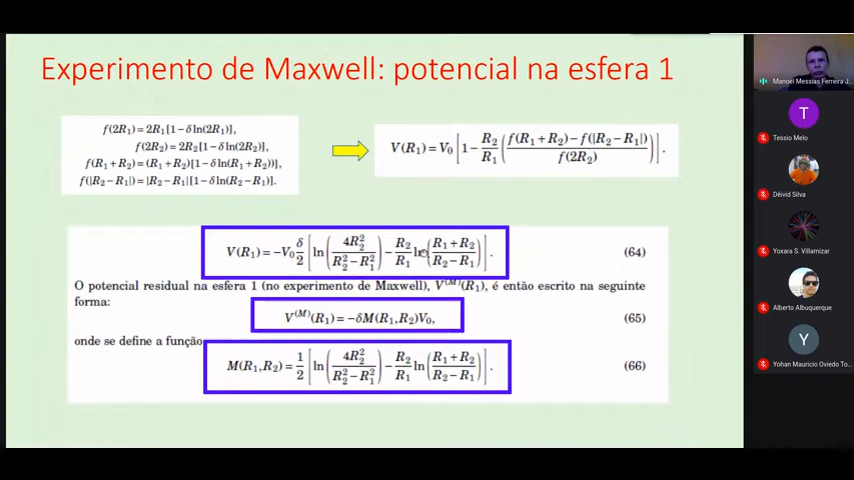 Experimento de Maxwell: potencial na esfera 1
f(2R₁) = 2R₁[1−δ ln(2R₁)],
f(2R₂) = 2R₂[1−δ ln(2R₂)],
f(R₁+R₂) = (R₁+R₂)[1−δ ln(R₁+R₂)],
f(|R₂−R₁|) = |R₂−R₁|[1−δ ln(R₂−R₁)].
V(R₁) = V₀ [1 − R₂/R₁ ( (f(R₁+R₂) − f(|R₂−R₁|)) / f(2R₂) )].
V(R₁) = −V₀ δ/2 [ ln( 4R₂² / (R₂²−R₁²) ) − R₂/R₁ ln( (R₁+R₂) / (R₂−R₁) ) ]. (64)
O potencial residual na esfera 1 (no experimento de Maxwell), V⁽ᴹ⁾(R₁), é então escrito na seguinte
forma:
V⁽ᴹ⁾(R₁) = −δM(R₁,R₂)V₀, (65)
onde se define a função
M(R₁,R₂) = 1/2 [ ln( 4R₂² / (R₂²−R₁²) ) − R₂/R₁ ln( (R₁+R₂) / (R₂−R₁) ) ]. (66)
Manoel Messias Ferreira J...
T
Tessio Melo
Déivid Silva
Yoxara S. Villamizar
Alberto Albuquerque
Y
Yohan Mauricio Oviedo To...